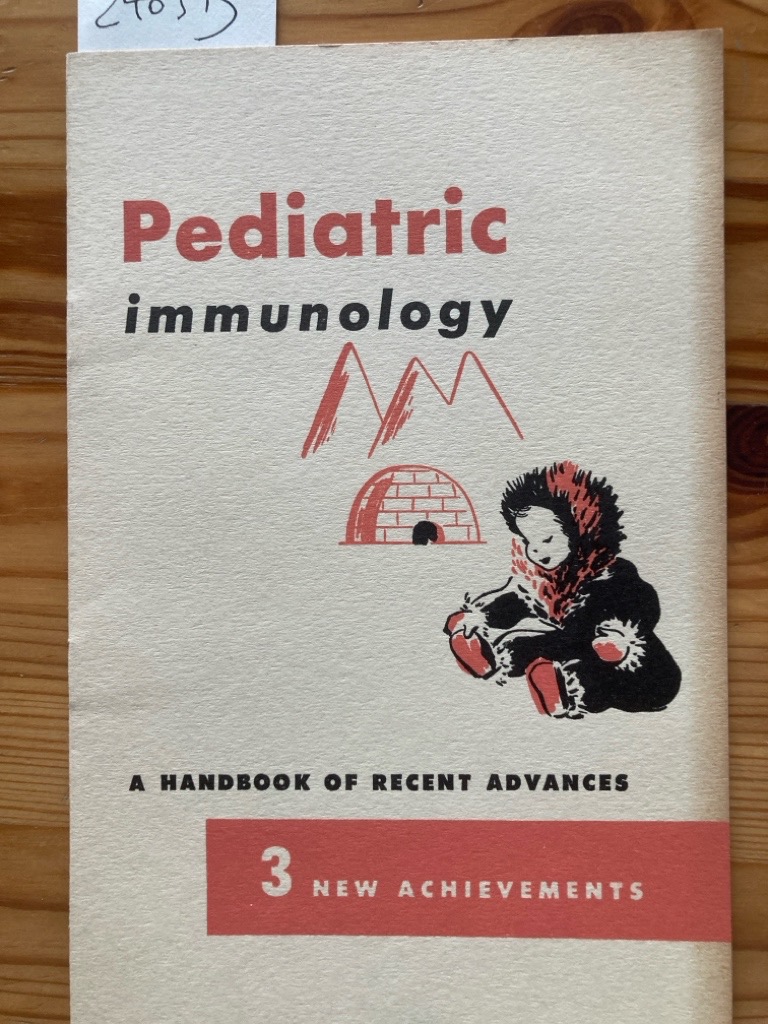 Pediatric
immunology
A HANDBOOK OF RECENT ADVANCES
3 NEW ACHIEVEMENTS